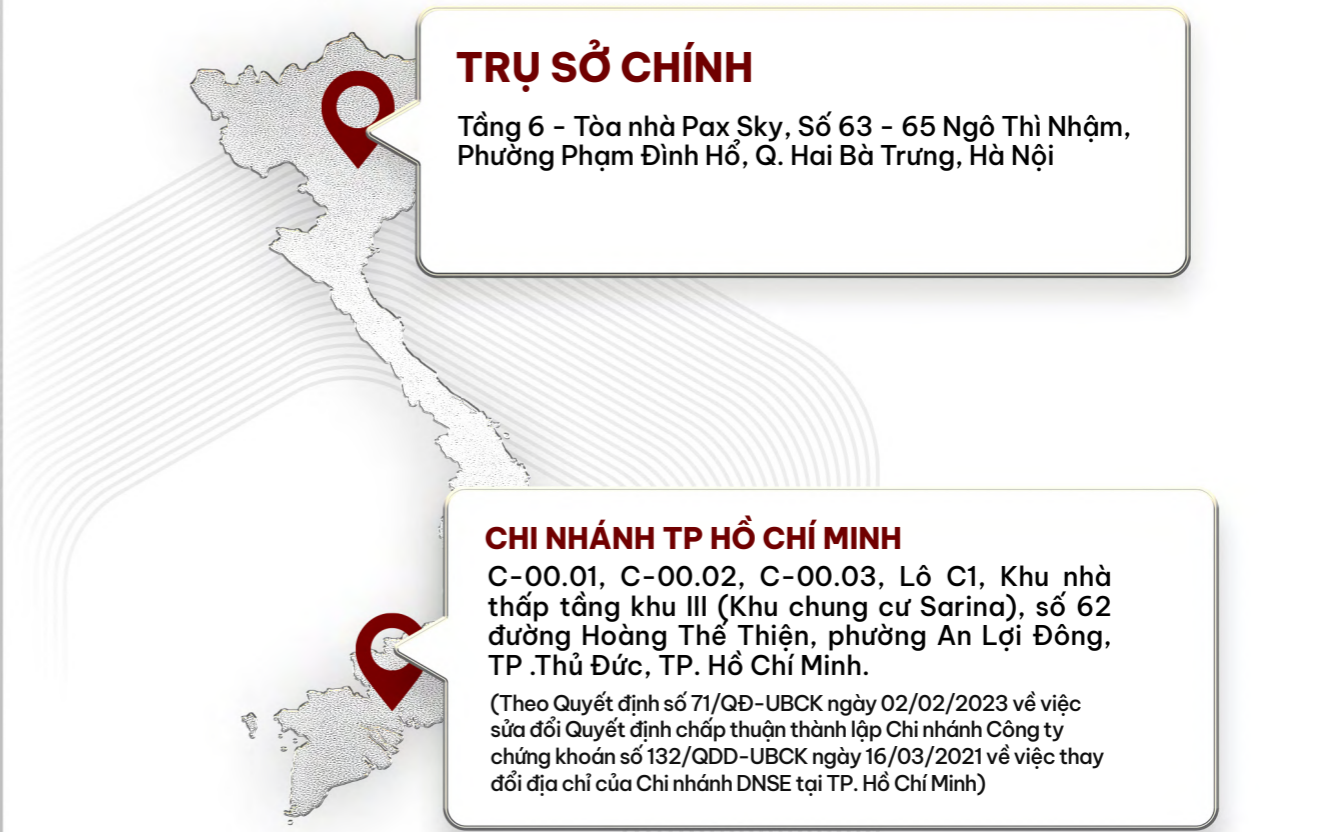 TRỤ SỞ CHÍNH
Tầng 6 - Tòa nhà Pax Sky, Số 63 - 65 Ngô Thì Nhậm,
Phường Phạm Đình Hổ, Q. Hai Bà Trưng, Hà Nội
CHI NHÁNH TP HỒ CHÍ MINH
C-00.01, C-00.02, C-00.03, Lô C1, Khu nhà
thấp tầng khu III (Khu chung cư Sarina), số 62
đường Hoàng Thế Thiện, phường An Lợi Đông,
TP .Thủ Đức, TP. Hồ Chí Minh.
(Theo Quyết định số 71/QĐ-UBCK ngày 02/02/2023 về việc
sửa đổi Quyết định chấp thuận thành lập Chi nhánh Công ty
chứng khoán số 132/QDD-UBCK ngày 16/03/2021 về việc thay
đổi địa chỉ của Chi nhánh DNSE tại TP. Hồ Chí Minh)